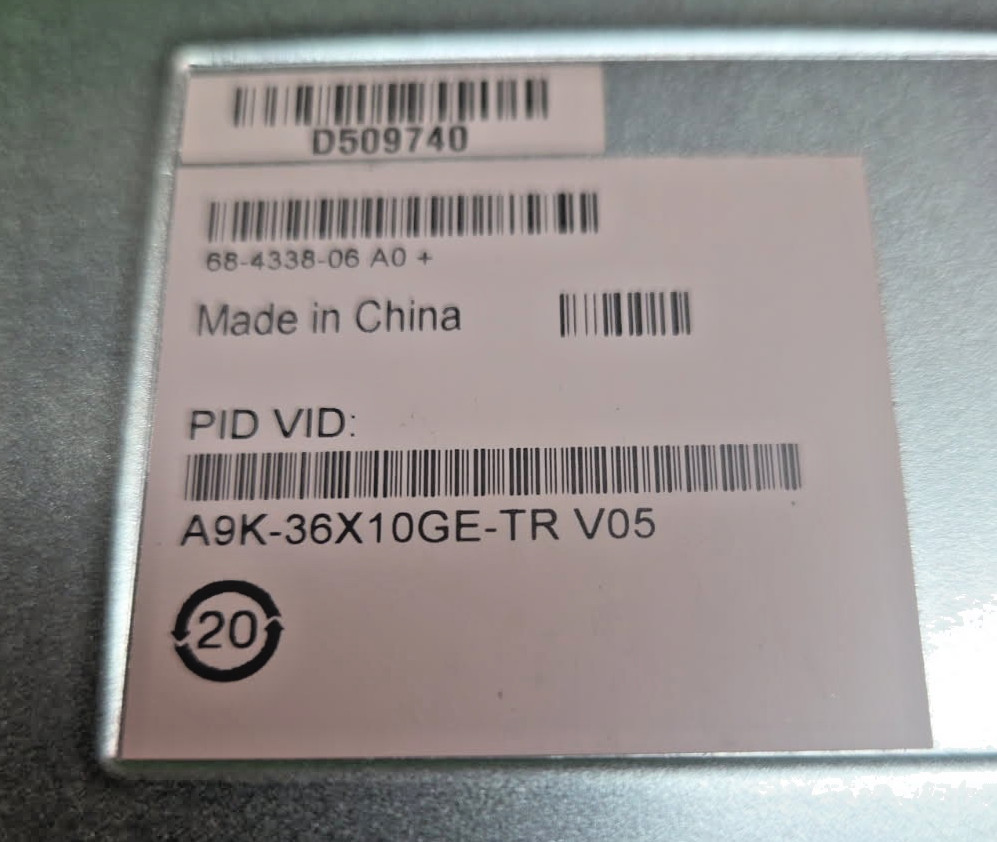 D509740
68-4338-06 A0 +
Made in China
PID VID:
A9K-36X10GE-TR V05
20